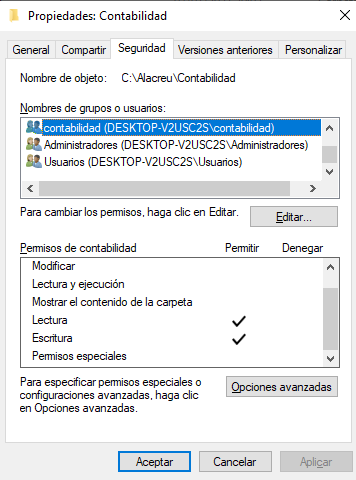 Propiedades: Contabilidad
General Compartir Seguridad Versiones anteriores Personalizar
Nombre de objeto: C:\Alacreu\Contabilidad
Nombres de grupos o usuarios:
contabilidad (DESKTOP-V2USC2S\contabilidad)
Administradores (DESKTOP-V2USC2S\Administradores)
Usuarios (DESKTOP-V2USC2S\Usuarios)
Para cambiar los permisos, haga clic en Editar. Editar...
Permisos de contabilidad Permitir Denegar
Modificar
Lectura y ejecución
Mostrar el contenido de la carpeta
Lectura
Escritura
Permisos especiales
Para especificar permisos especiales o
configuraciones avanzadas, haga clic
en Opciones avanzadas.
Opciones avanzadas
Aceptar Cancelar Aplicar